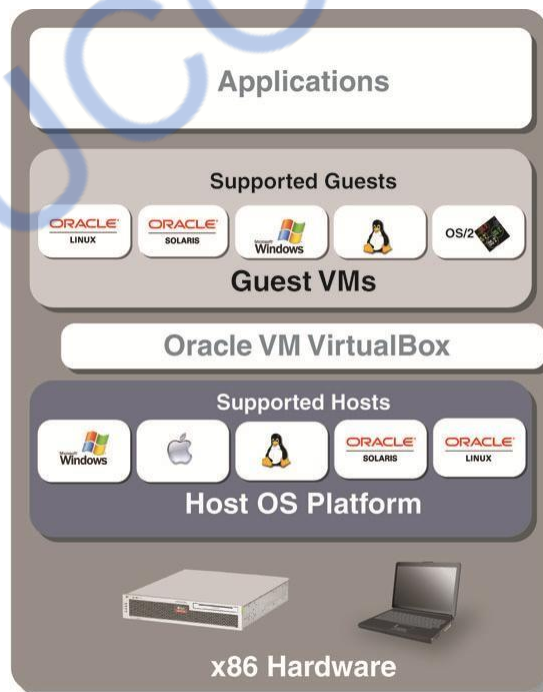 Applications
Supported Guests
ORACLE LINUX
ORACLE SOLARIS
Microsoft Windows
OS/2
Guest VMs
Oracle VM VirtualBox
Supported Hosts
Windows
ORACLE SOLARIS
ORACLE LINUX
Host OS Platform
x86 Hardware